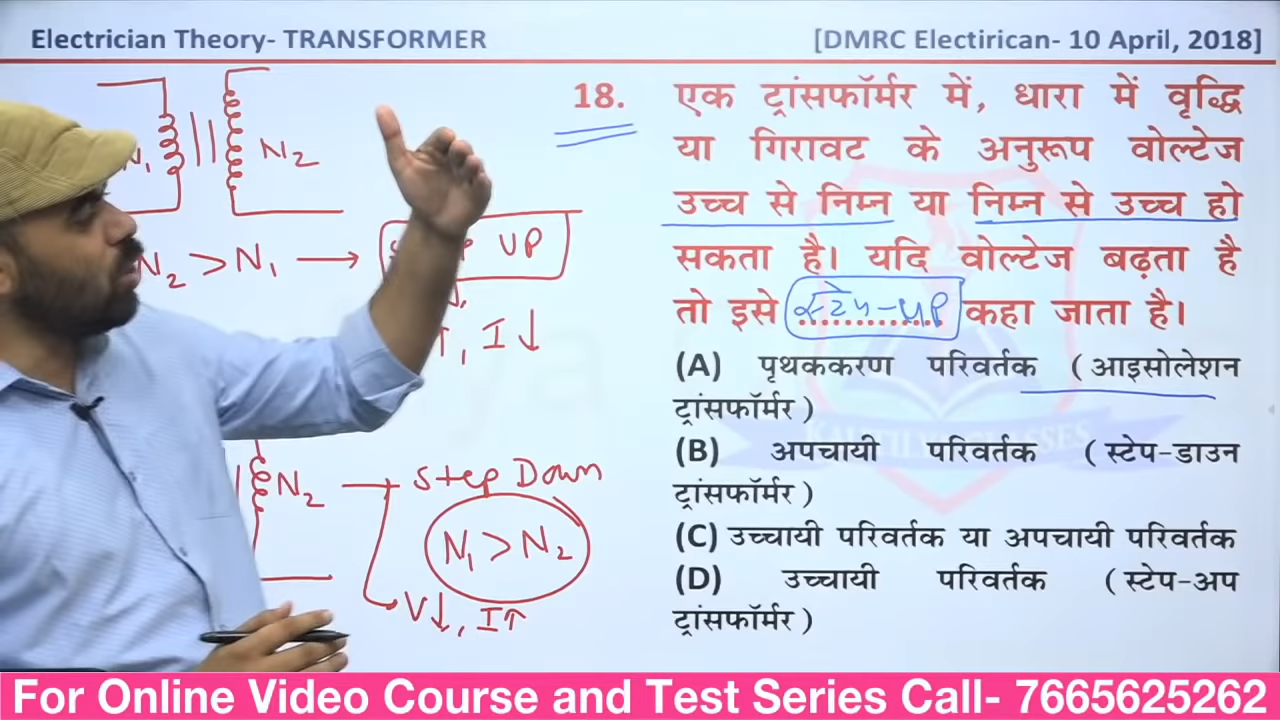 Electrician Theory- TRANSFORMER
[DMRC Electirican- 10 April, 2018]
N1
N2
N2 > N1 → UP
I↓
N2 Step Down
N1 > N2
V↓, I↑
18. एक ट्रांसफॉर्मर में, धारा में वृद्धि
या गिरावट के अनुरूप वोल्टेज
उच्च से निम्न या निम्न से उच्च हो
सकता है। यदि वोल्टेज बढ़ता है
तो इसे स्टेप-UP कहा जाता है।
(A) पृथककरण परिवर्तक (आइसोलेशन
ट्रांसफॉर्मर)
(B) अपचायी परिवर्तक (स्टेप-डाउन
ट्रांसफॉर्मर)
(C) उच्चायी परिवर्तक या अपचायी परिवर्तक
(D) उच्चायी परिवर्तक (स्टेप-अप
ट्रांसफॉर्मर)
For Online Video Course and Test Series Call- 7665625262